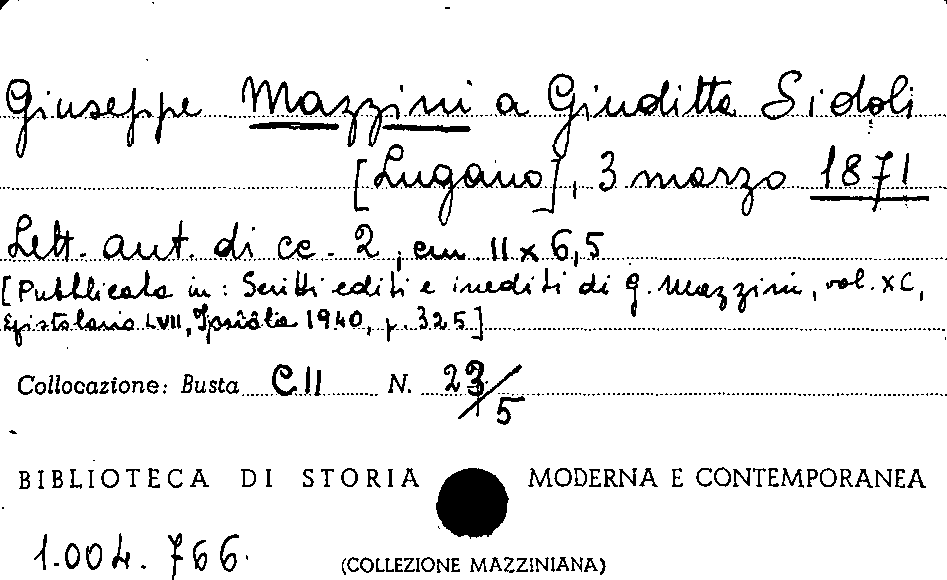 Giuseppe Mazzini a Giuditta Sidoli
[Lugano], 3 marzo 1871
Lett. aut. di cc. 2, cm 11 x 6,5
[Pubblicata in: Scritti editi e inediti di G. Mazzini, vol. XC,
Epistolario LVII, Imola 1940, p. 325]
Collocazione: Busta C II N. 23/5
BIBLIOTECA DI STORIA MODERNA E CONTEMPORANEA
1.004.766.
(COLLEZIONE MAZZINIANA)